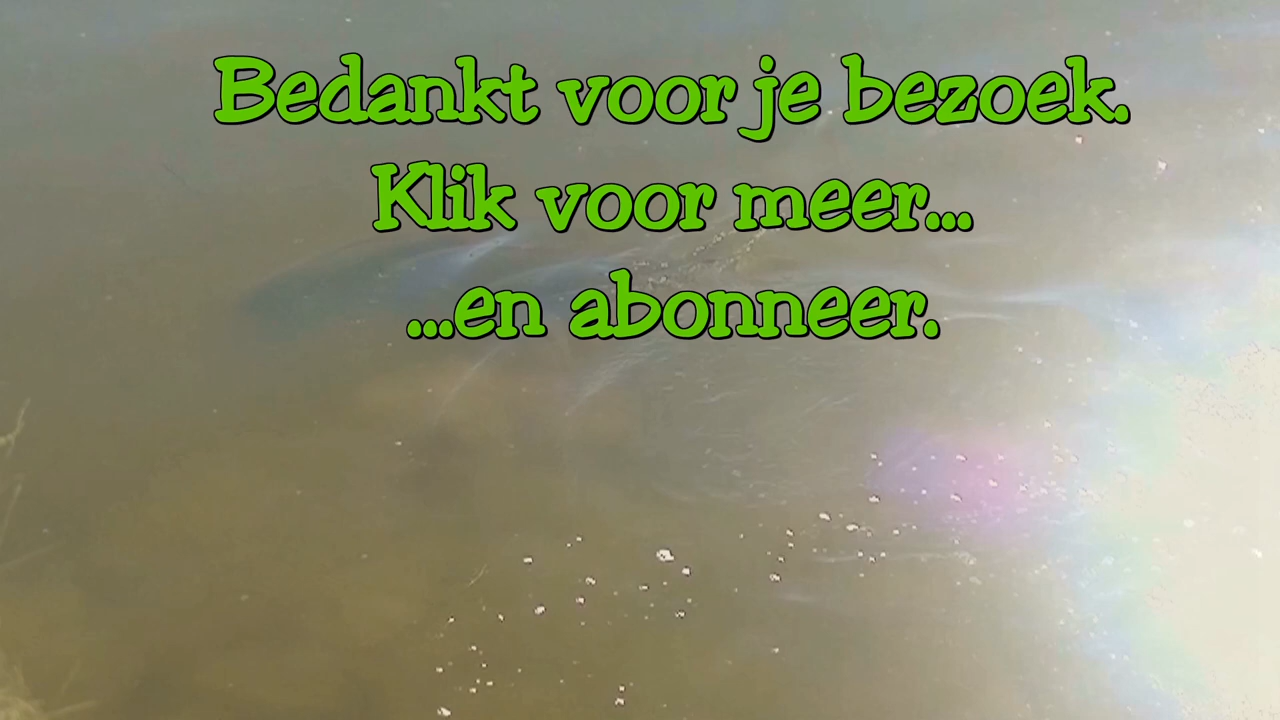 Bedankt voor je bezoek.
Klik voor meer...
...en abonneer.